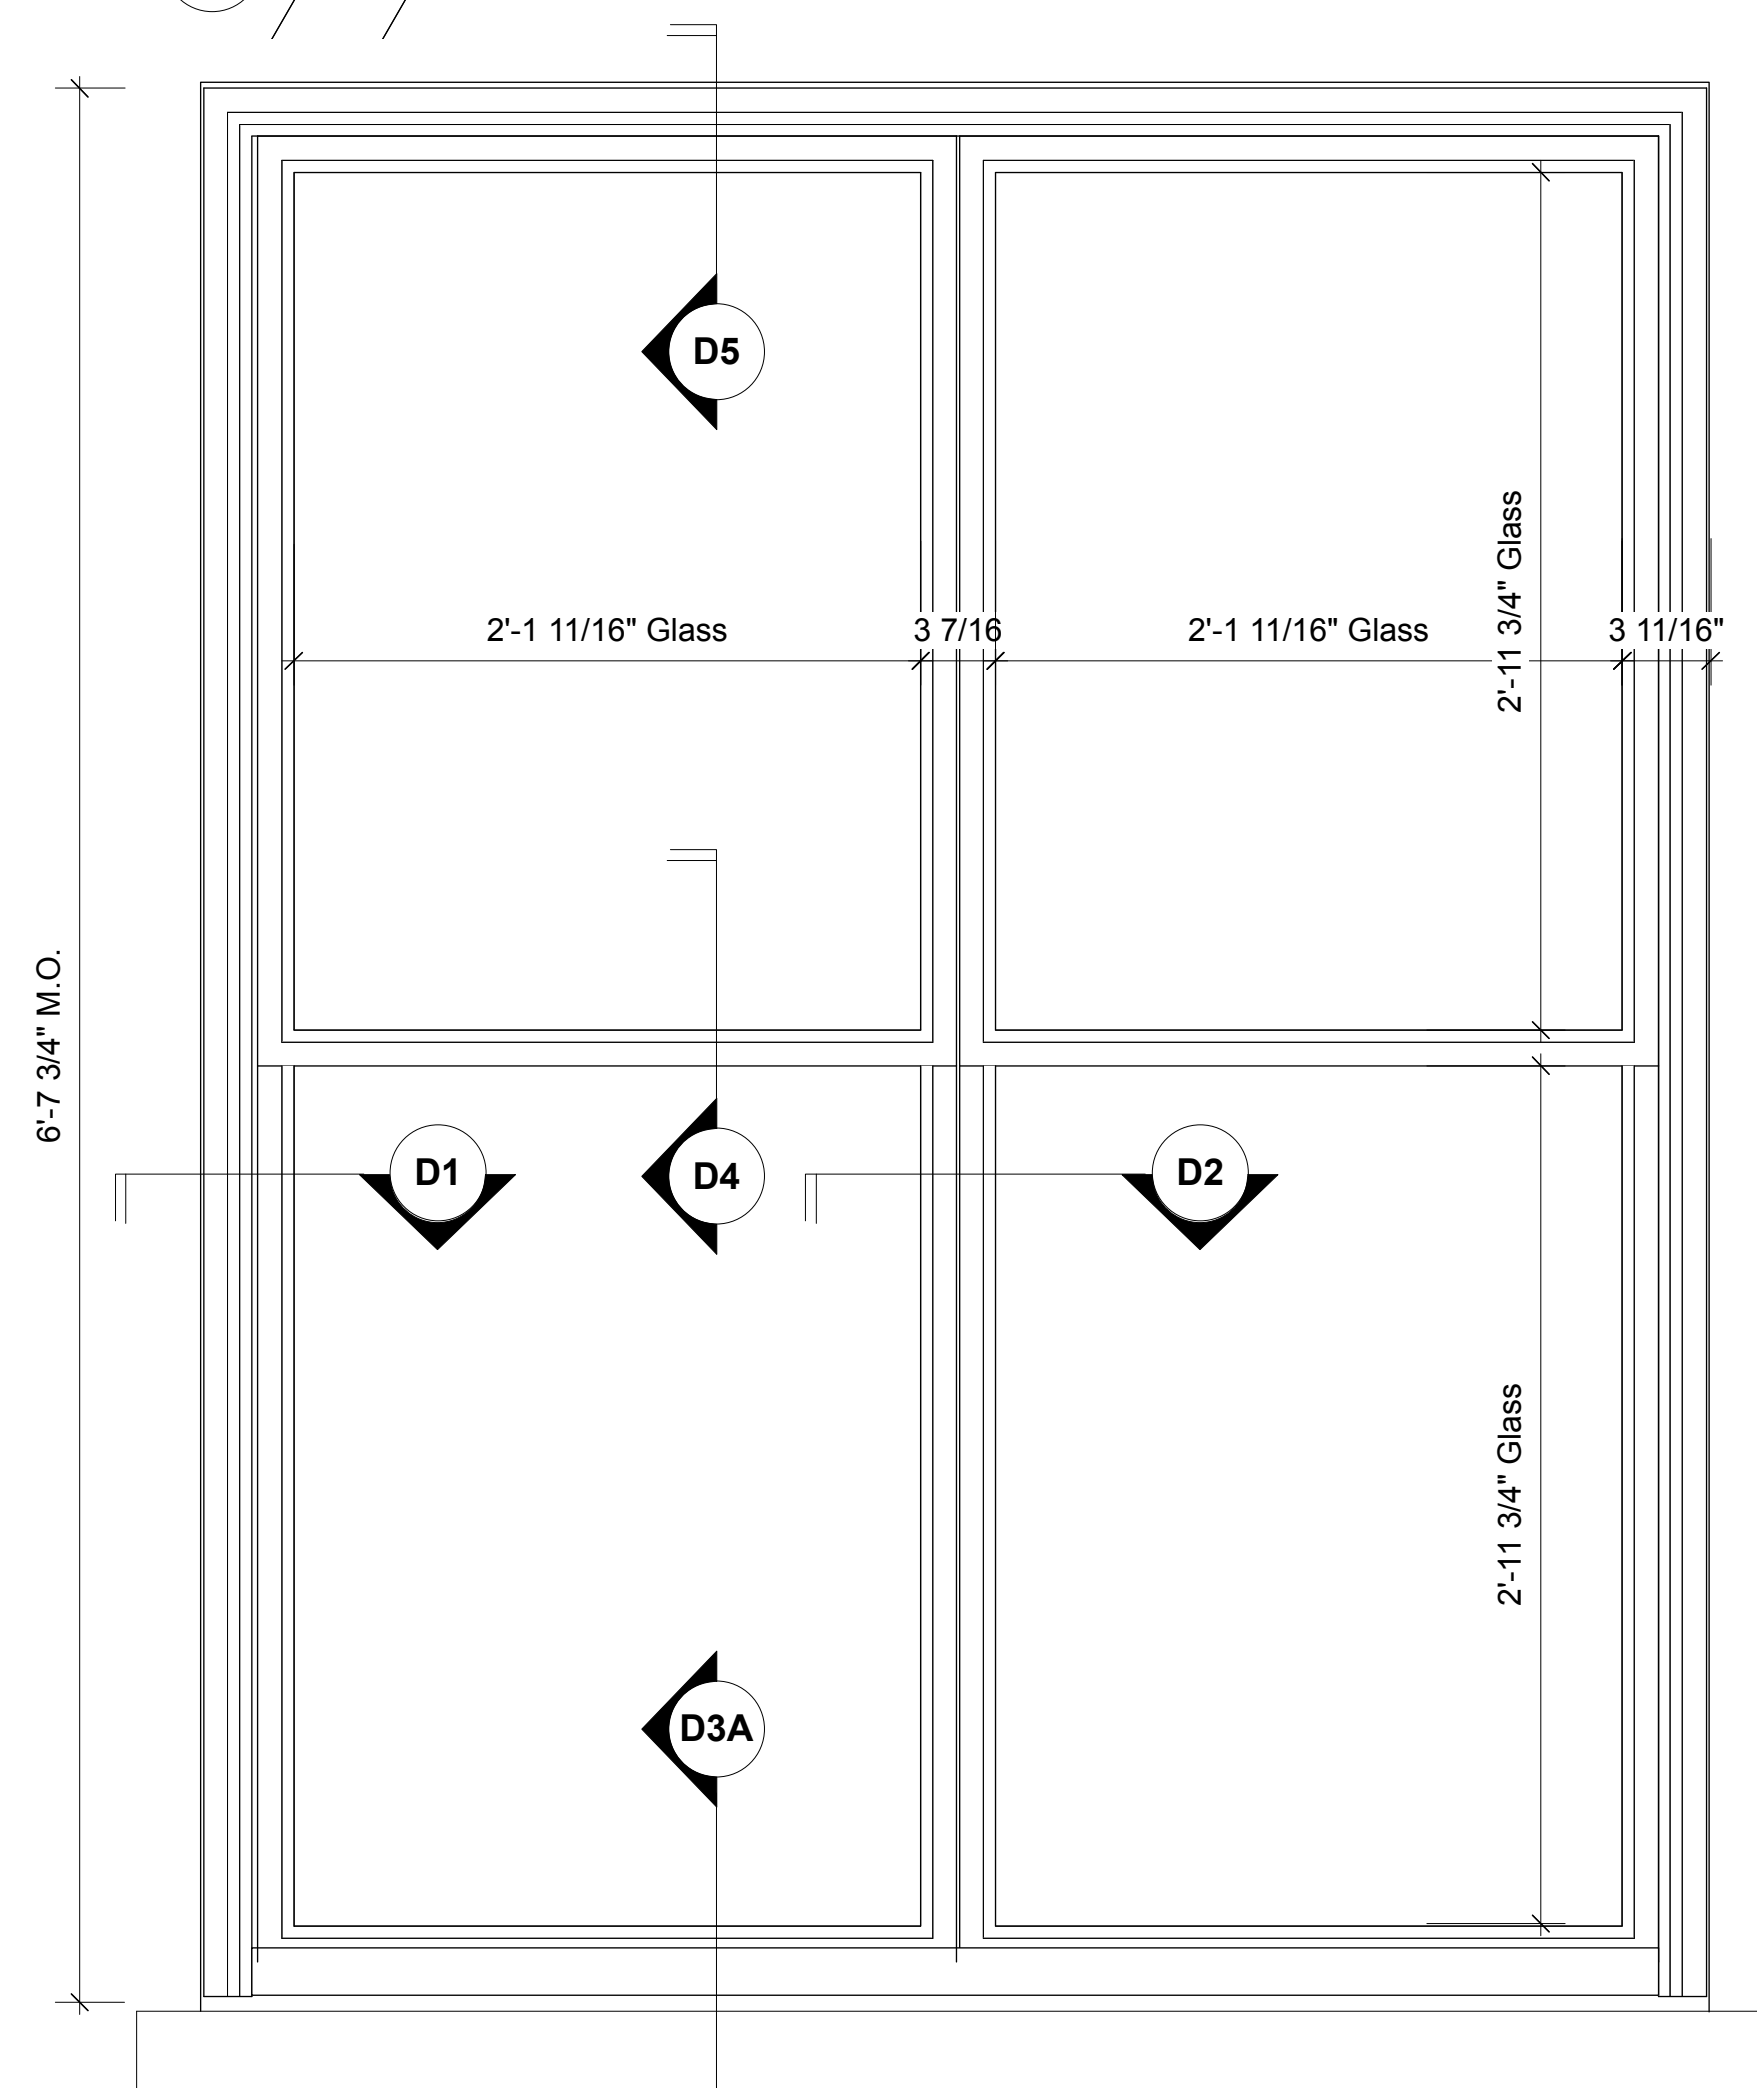 D5
2'-1 11/16" Glass
3 7/16
2'-1 11/16" Glass
2'-11 3/4" Glass
3 11/16"
6'-7 3/4" M.O.
D1
D4
D2
2'-11 3/4" Glass
D3A